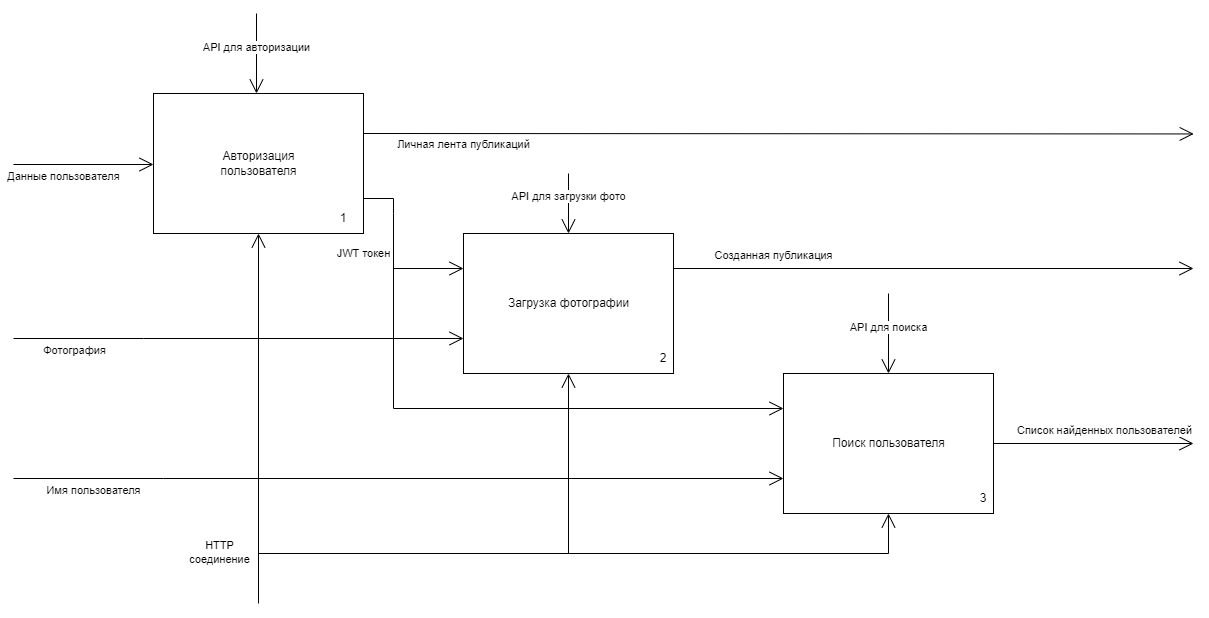 API для авторизации
Авторизация
пользователя
1
Личная лента публикаций
Данные пользователя
API для загрузки фото
JWT токен
Созданная публикация
Загрузка фотографии
2
API для поиска
Фотография
Список найденных пользователей
Поиск пользователя
3
Имя пользователя
HTTP
соединение